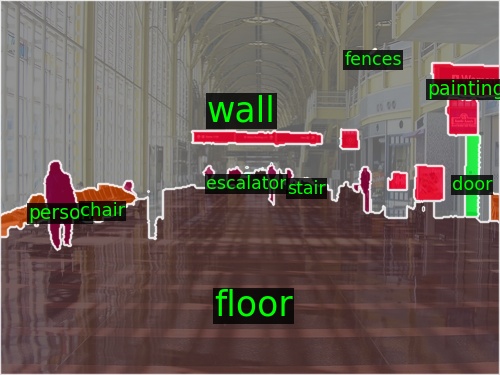 fences
painting
wall
escalator
stair
door
perso
chair
floor